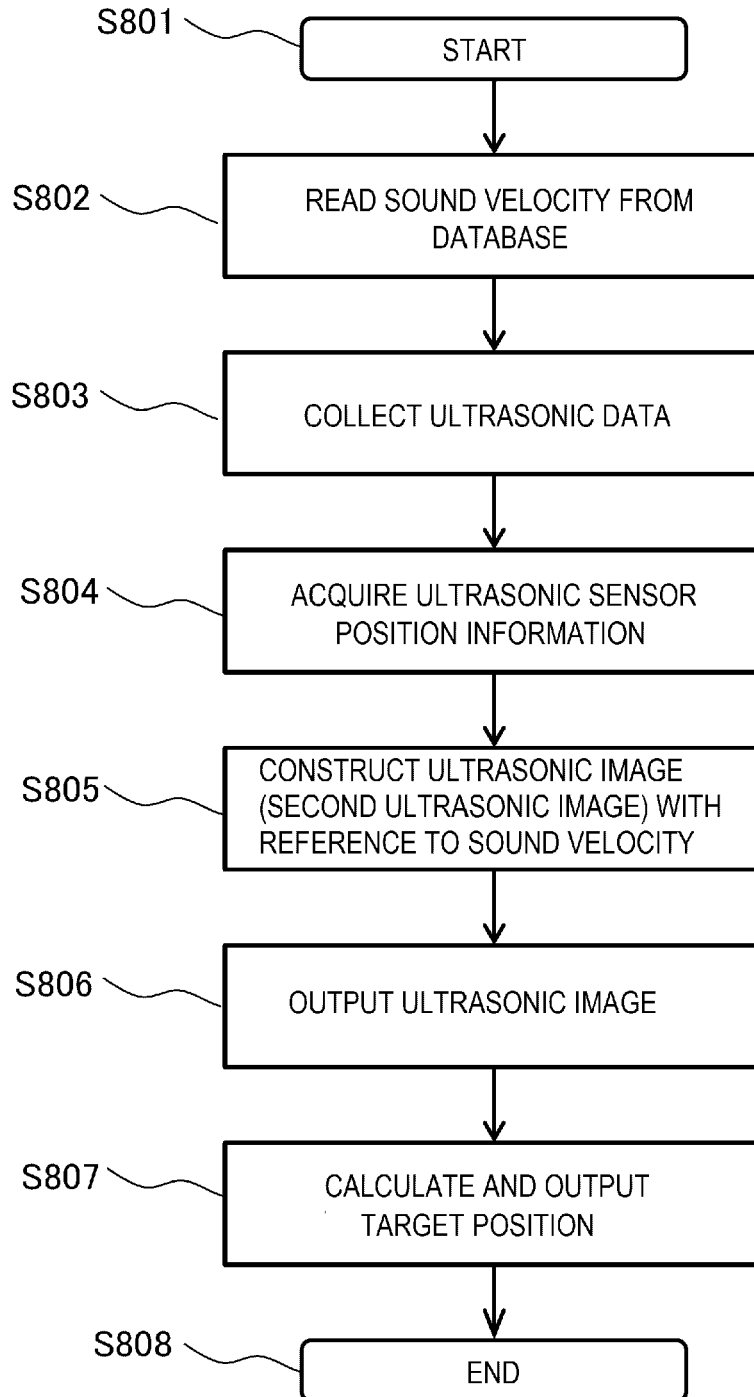 S801
START
S802
READ SOUND VELOCITY FROM
DATABASE
S803
COLLECT ULTRASONIC DATA
S804
ACQUIRE ULTRASONIC SENSOR
POSITION INFORMATION
S805
CONSTRUCT ULTRASONIC IMAGE
(SECOND ULTRASONIC IMAGE) WITH
REFERENCE TO SOUND VELOCITY
S806
OUTPUT ULTRASONIC IMAGE
S807
CALCULATE AND OUTPUT
TARGET POSITION
S808
END